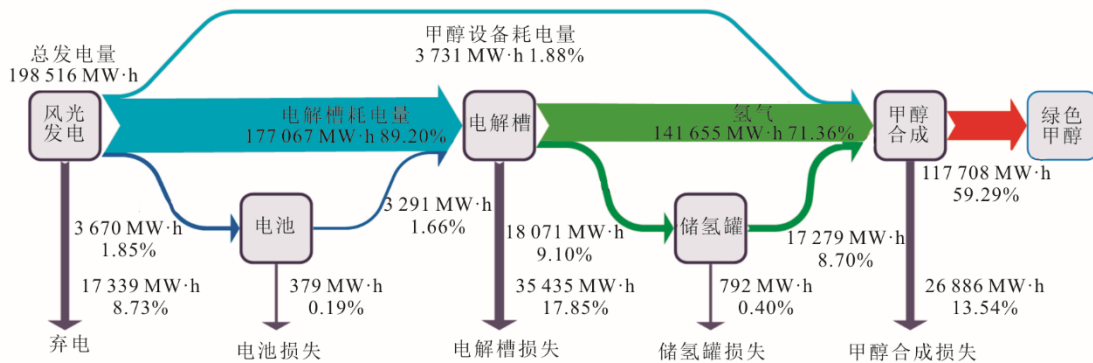 甲醇设备耗电量
3 731 MW·h 1.88%
总发电量
198 516 MW·h
风光
发电
电解槽耗电量
177 067 MW·h 89.20%
电解槽
氢气
141 655 MW·h 71.36%
甲醇
合成
绿色
甲醇
117 708 MW·h
59.29%
3 670 MW·h
1.85%
电池
3 291 MW·h
1.66%
18 071 MW·h
9.10%
储氢罐
17 279 MW·h
8.70%
17 339 MW·h
8.73%
379 MW·h
0.19%
35 435 MW·h
17.85%
792 MW·h
0.40%
26 886 MW·h
13.54%
弃电
电池损失
电解槽损失
储氢罐损失
甲醇合成损失